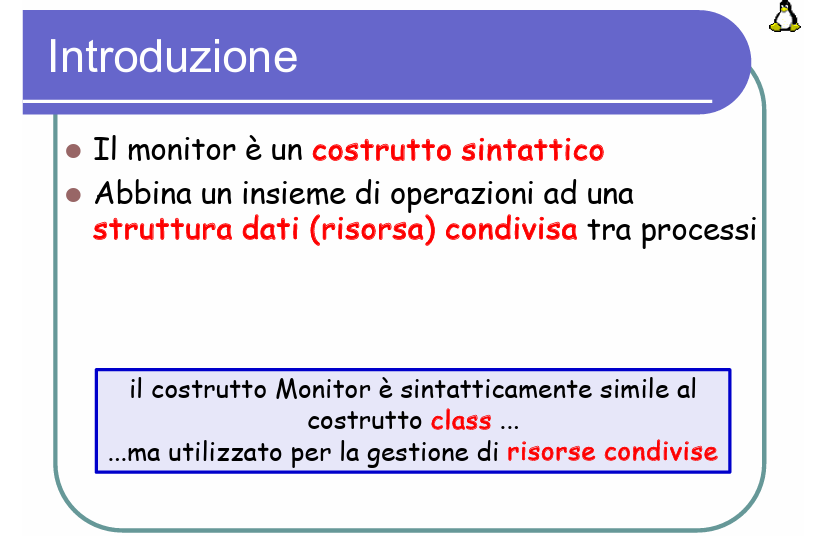 Introduzione
Il monitor è un costrutto sintattico
Abbina un insieme di operazioni ad una
struttura dati (risorsa) condivisa tra processi
il costrutto Monitor è sintatticamente simile al
costrutto class ...
...ma utilizzato per la gestione di risorse condivise